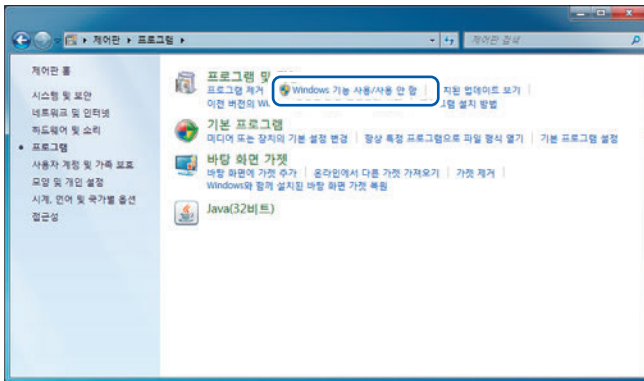 제어판 ▸ 프로그램 ▸
제어판 검색
제어판 홈
시스템 및 보안
네트워크 및 인터넷
하드웨어 및 소리
프로그램
사용자 계정 및 가족 보호
모양 및 개인 설정
시계, 언어 및 국가별 옵션
접근성
프로그램 및
프로그램 제거 Windows 기능 사용/사용 안 함 치된 업데이트 보기
이전 버전의 Wi 그램 설치 방법
기본 프로그램
미디어 또는 장치의 기본 설정 변경 항상 특정 프로그램으로 파일 형식 열기 기본 프로그램 설정
바탕 화면 가젯
바탕 화면에 가젯 추가 온라인에서 다른 가젯 가져오기 가젯 제거
Windows와 함께 설치된 바탕 화면 가젯 복원
Java(32비트)